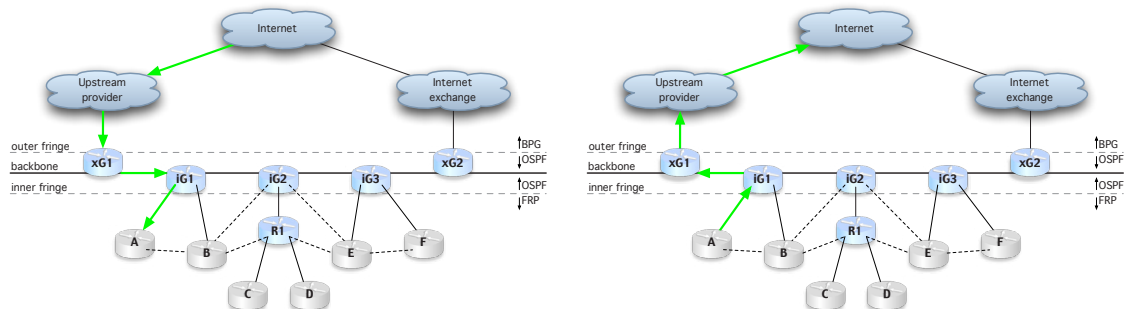 Internet
Upstream
provider
Internet
exchange
outer fringe
BPG
xG1
xG2
OSPF
backbone
iG1
iG2
iG3
OSPF
inner fringe
FRP
A
B
R1
E
F
C
D
Internet
Upstream
provider
Internet
exchange
outer fringe
BPG
xG1
xG2
OSPF
backbone
iG1
iG2
iG3
OSPF
inner fringe
FRP
A
B
R1
E
F
C
D